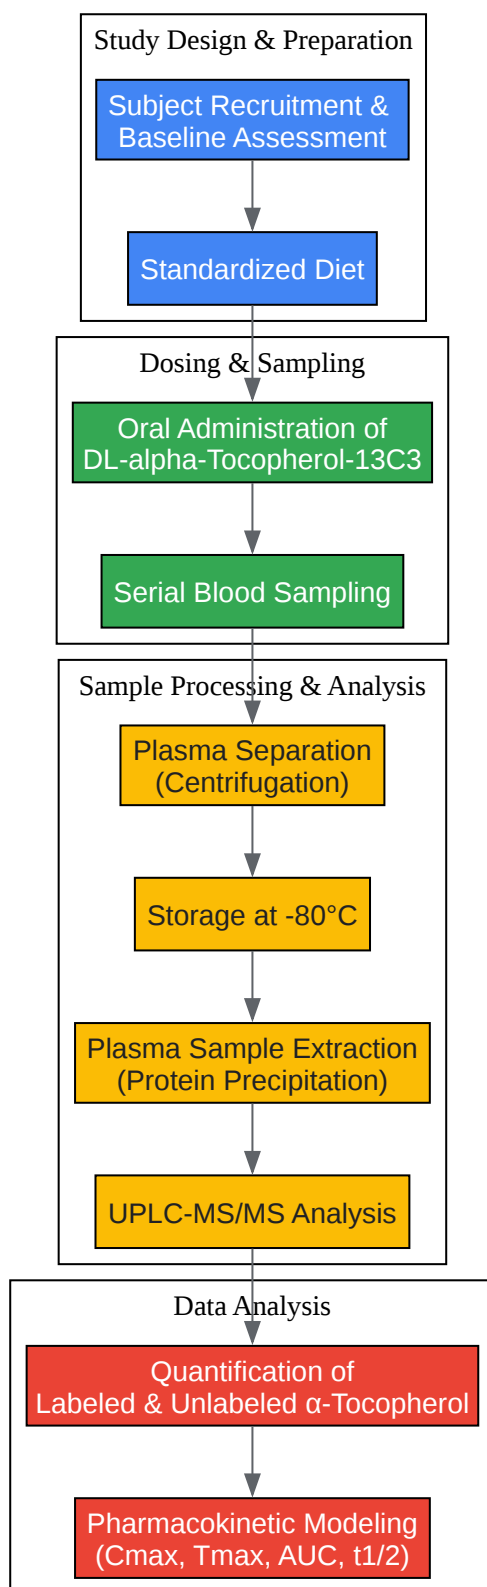 Study Design & Preparation
Subject Recruitment &
Baseline Assessment
Standardized Diet
Dosing & Sampling
Oral Administration of
DL-alpha-Tocopherol-13C3
Serial Blood Sampling
Sample Processing & Analysis
Plasma Separation
(Centrifugation)
Storage at -80°C
Plasma Sample Extraction
(Protein Precipitation)
UPLC-MS/MS Analysis
Data Analysis
Quantification of
Labeled & Unlabeled α-Tocopherol
Pharmacokinetic Modeling
(Cmax, Tmax, AUC, t1/2)